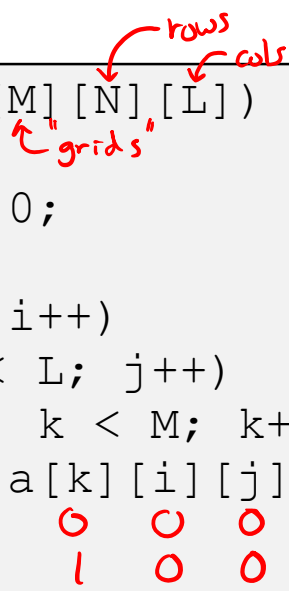 rows
cols
M][N][L])
"grids"
0;
i++)
< L; j++)
k < M; k+
a[k][i][j]
0 0 0
1 0 0